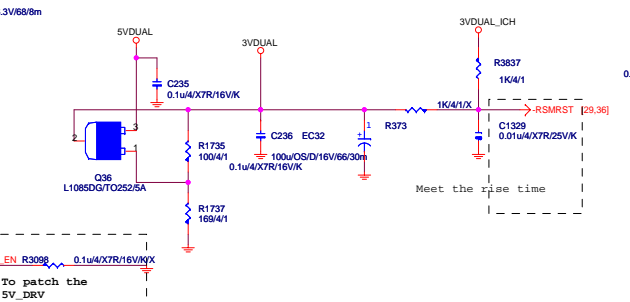 .3V/68/8m
5VDUAL
3VDUAL
3VDUAL_ICH
C235
0.1u/4/X7R/16V/K
R3837
1K/4/1
0.
3
2
1
Q36
L1085DG/TO252/5A
R1735
100/4/1
C236
0.1u/4/X7R/16V/K
EC32
100u/OS/D/16V/66/30m
+
1
R373
1K/4/1/X
-RSMRST [29,36]
C1329
0.01u/4/X7R/25V/K
Meet the rise time
R1737
169/4/1
_EN
R3098
0.1u/4/X7R/16V/K/X
To patch the
5V_DRV